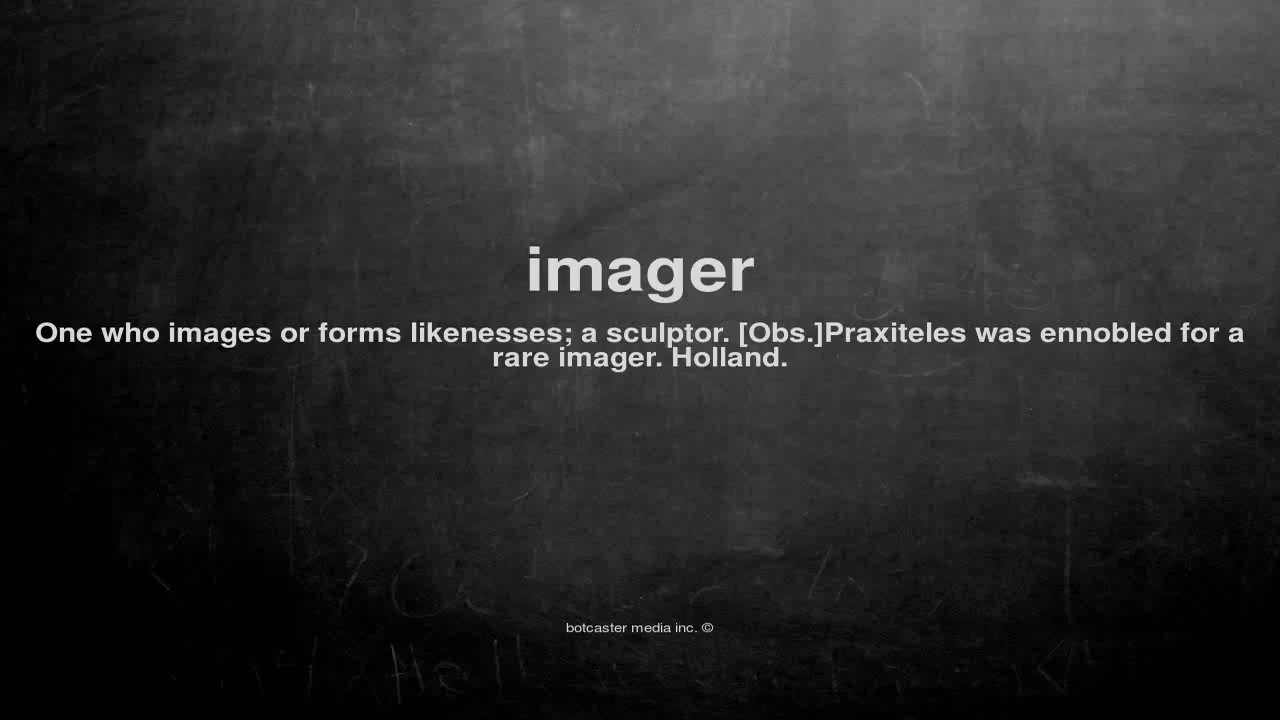 imager
One who images or forms likenesses; a sculptor. [Obs.]Praxiteles was ennobled for a
rare imager. Holland.
botcaster media inc. ©